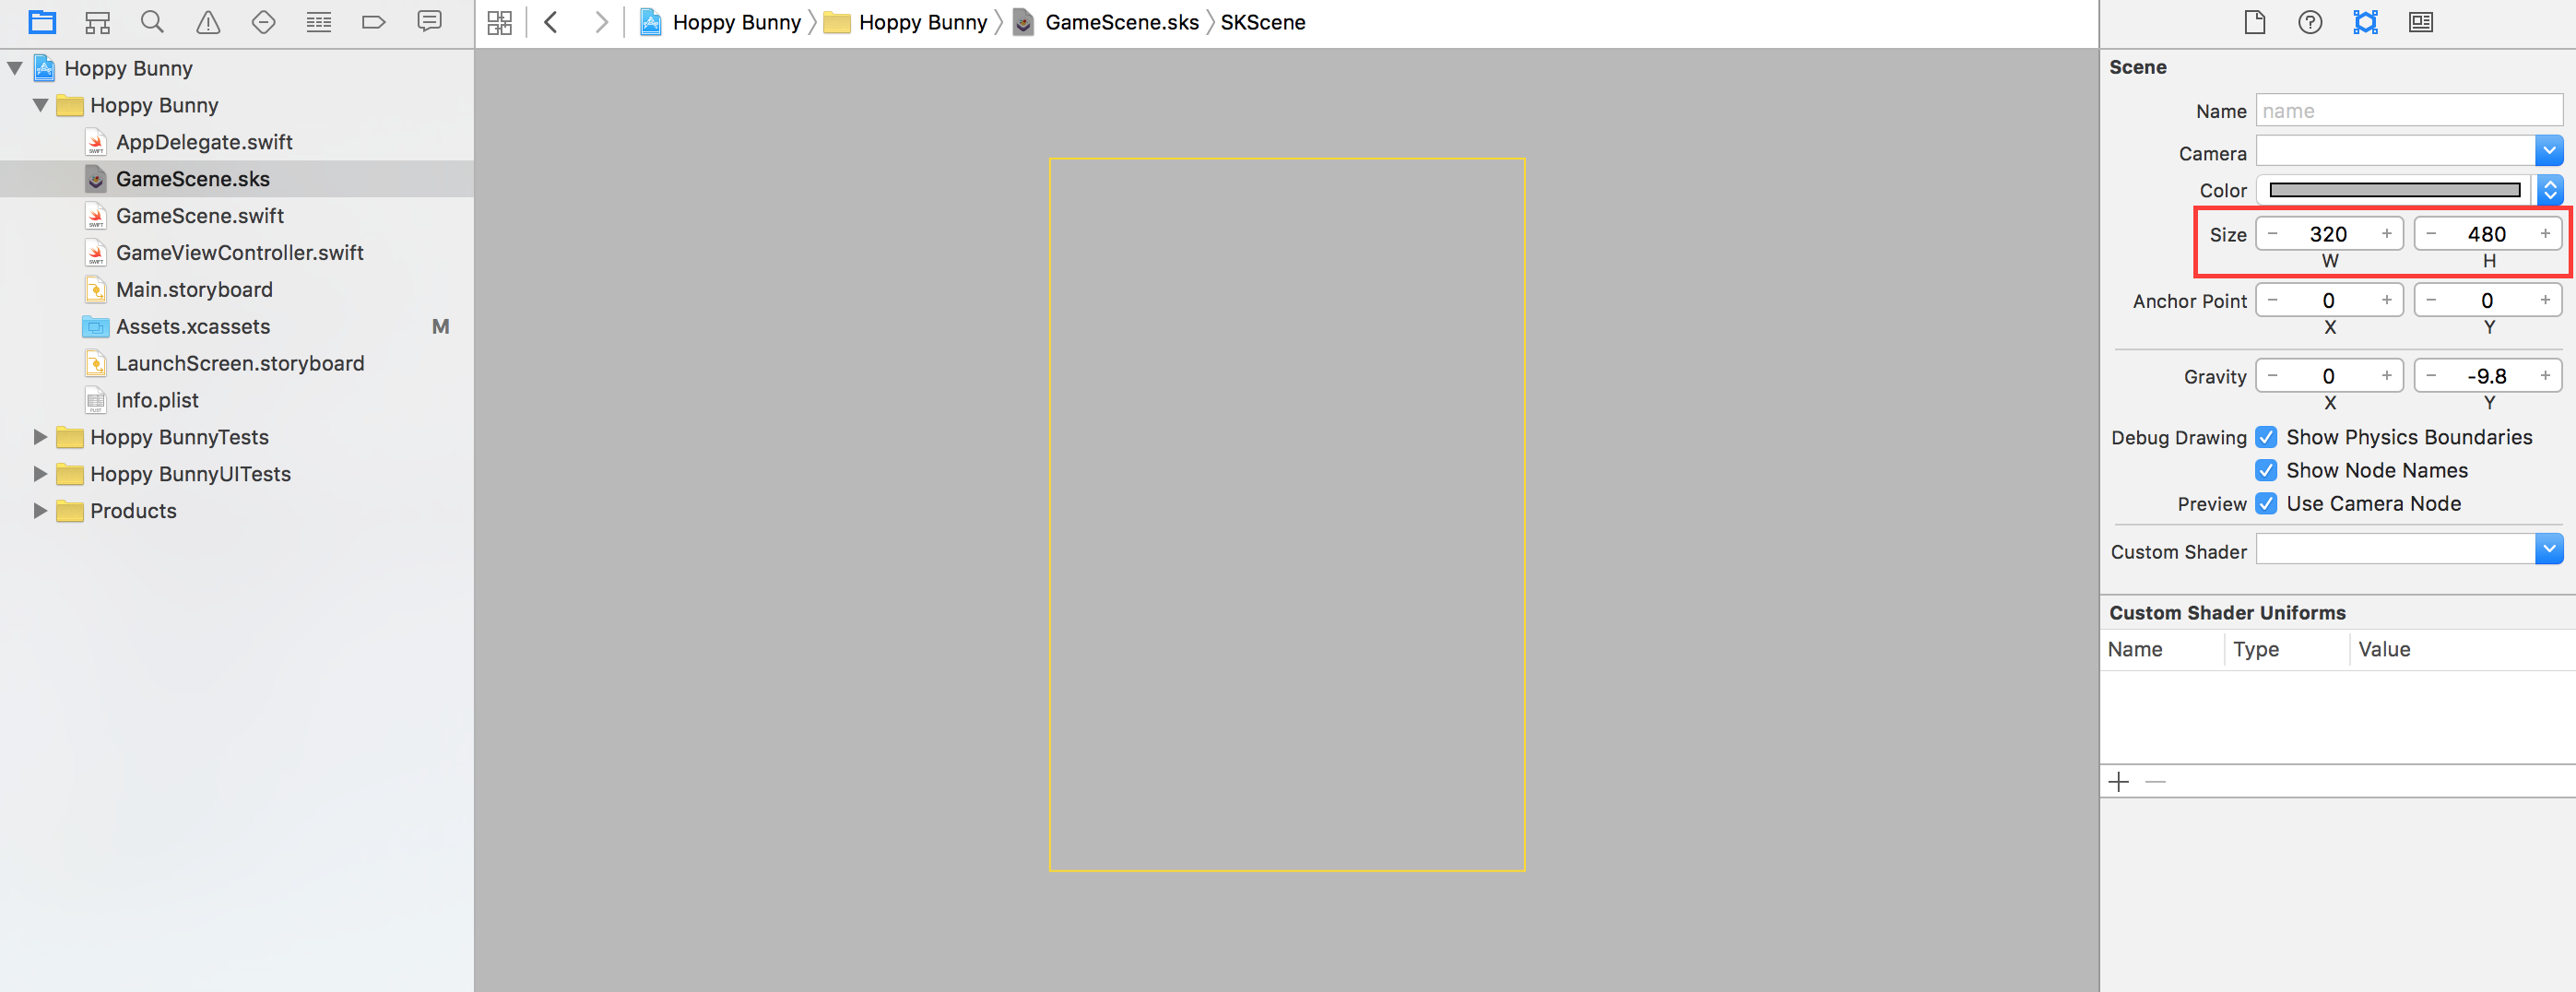 Hoppy Bunny
Hoppy Bunny
AppDelegate.swift
GameScene.sks
GameScene.swift
GameViewController.swift
Main.storyboard
Assets.xcassets M
LaunchScreen.storyboard
Info.plist
Hoppy BunnyTests
Hoppy BunnyUITests
Products
Hoppy Bunny Hoppy Bunny GameScene.sks SKScene
Scene
Name name
Camera
Color
Size − 320 + − 480 +
W H
Anchor Point − 0 + − 0 +
X Y
Gravity − 0 + − -9.8 +
X Y
Debug Drawing Show Physics Boundaries
Show Node Names
Preview Use Camera Node
Custom Shader
Custom Shader Uniforms
Name Type Value